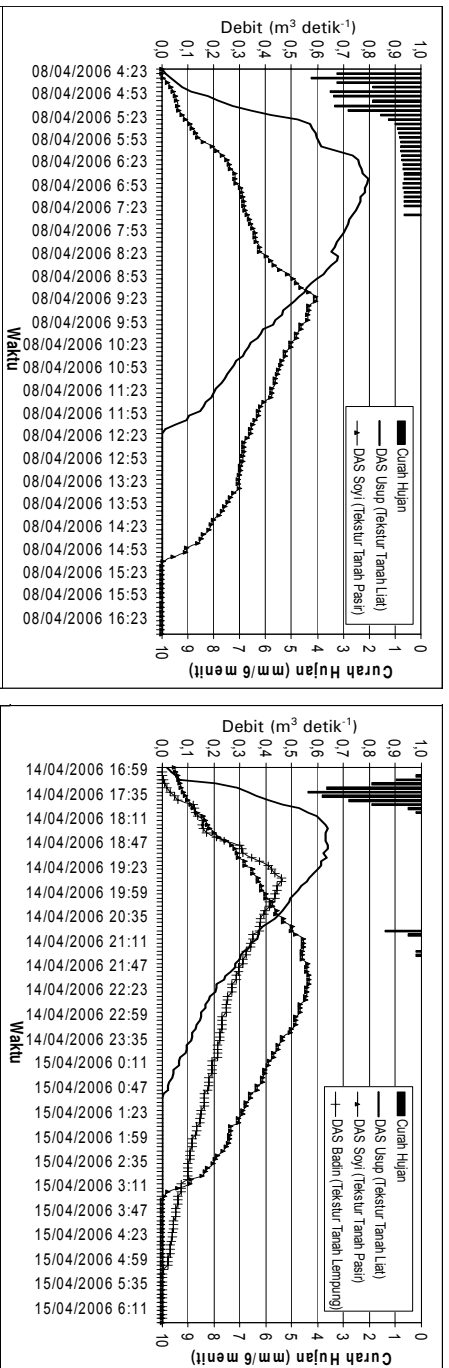 Debit (m³ detik⁻¹)
0,0 0,1 0,2 0,3 0,4 0,5 0,6 0,7 0,8 0,9 1,0
08/04/2006 4:23
08/04/2006 4:53
08/04/2006 5:23
08/04/2006 5:53
08/04/2006 6:23
08/04/2006 6:53
08/04/2006 7:23
08/04/2006 7:53
08/04/2006 8:23
08/04/2006 8:53
08/04/2006 9:23
08/04/2006 9:53
08/04/2006 10:23
08/04/2006 10:53
08/04/2006 11:23
08/04/2006 11:53
08/04/2006 12:23
08/04/2006 12:53
08/04/2006 13:23
08/04/2006 13:53
08/04/2006 14:23
08/04/2006 14:53
08/04/2006 15:23
08/04/2006 15:53
08/04/2006 16:23
Waktu
Curah Hujan
DAS Usup (Tekstur Tanah Liat)
DAS Soyi (Tekstur Tanah Pasir)
10 9 8 7 6 5 4 3 2 1 0
Curah Hujan (mm/6 menit)
Debit (m³ detik⁻¹)
0,0 0,1 0,2 0,3 0,4 0,5 0,6 0,7 0,8 0,9 1,0
14/04/2006 16:59
14/04/2006 17:35
14/04/2006 18:11
14/04/2006 18:47
14/04/2006 19:23
14/04/2006 19:59
14/04/2006 20:35
14/04/2006 21:11
14/04/2006 21:47
14/04/2006 22:23
14/04/2006 22:59
14/04/2006 23:35
15/04/2006 0:11
15/04/2006 0:47
15/04/2006 1:23
15/04/2006 1:59
15/04/2006 2:35
15/04/2006 3:11
15/04/2006 3:47
15/04/2006 4:23
15/04/2006 4:59
15/04/2006 5:35
15/04/2006 6:11
Waktu
Curah Hujan
DAS Usup (Tekstur Tanah Liat)
DAS Soyi (Tekstur Tanah Pasir)
DAS Badin (Tekstur Tanah Lempung)
10 9 8 7 6 5 4 3 2 1 0
Curah Hujan (mm/6 menit)